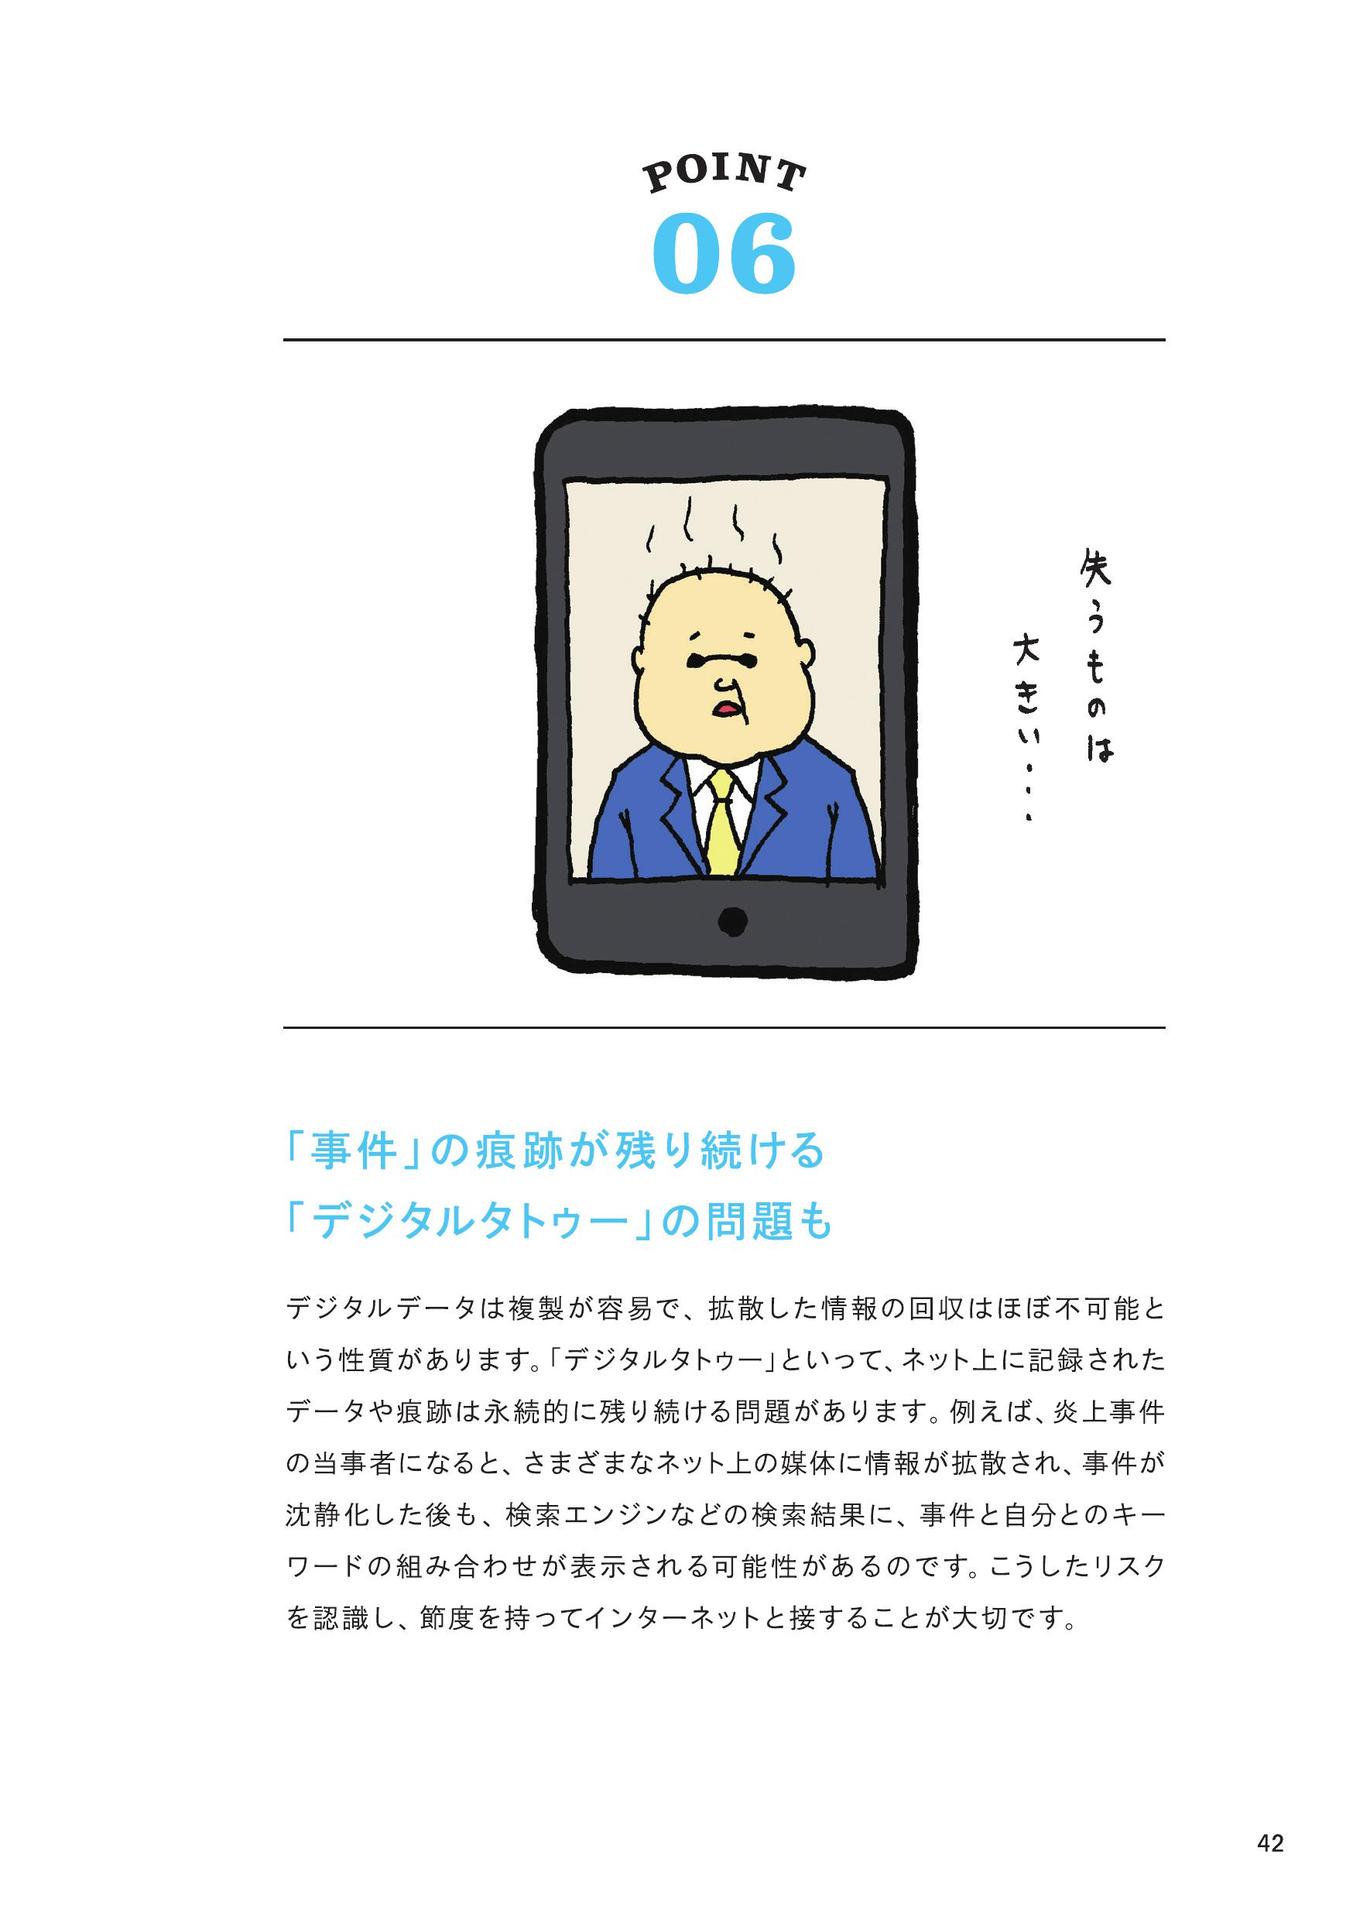 POINT
06
失うものは
大きい・・・
「事件」の痕跡が残り続ける
「デジタルタトゥー」の問題も
デジタルデータは複製が容易で、拡散した情報の回収はほぼ不可能と
いう性質があります。「デジタルタトゥー」といって、ネット上に記録された
データや痕跡は永続的に残り続ける問題があります。例えば、炎上事件
の当事者になると、さまざまなネット上の媒体に情報が拡散され、事件が
沈静化した後も、検索エンジンなどの検索結果に、事件と自分とのキー
ワードの組み合わせが表示される可能性があるのです。こうしたリスク
を認識し、節度を持ってインターネットと接することが大切です。
42